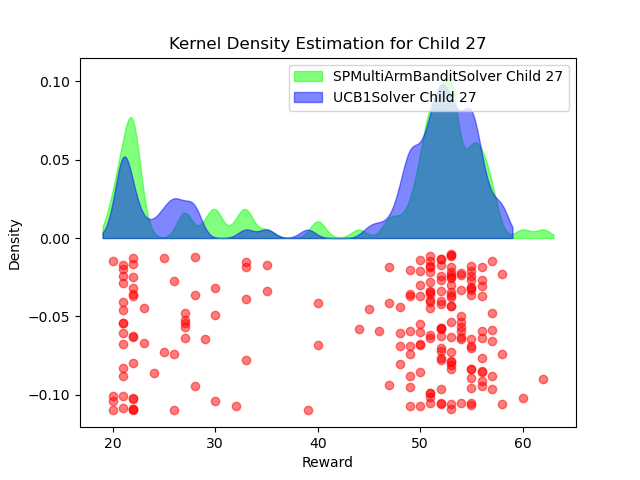 Kernel Density Estimation for Child 27
SPMultiArmBanditSolver Child 27
UCB1Solver Child 27
0.10
0.05
0.00
−0.05
−0.10
Density
20
30
40
50
60
Reward